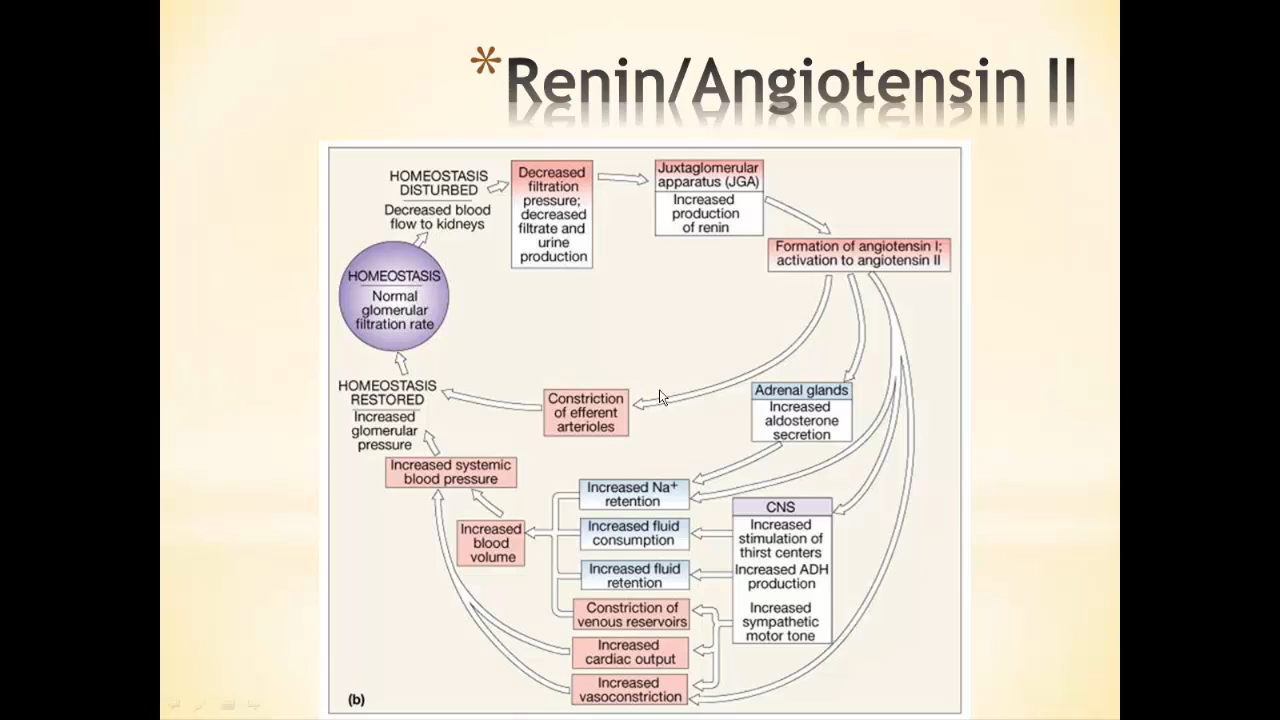 *Renin/Angiotensin II
HOMEOSTASIS
DISTURBED
Decreased blood
flow to kidneys
Decreased
filtration
pressure;
decreased
filtrate and
urine
production
Juxtaglomerular
apparatus (JGA)
Increased
production
of renin
Formation of angiotensin I;
activation to angiotensin II
HOMEOSTASIS
Normal
glomerular
filtration rate
HOMEOSTASIS
RESTORED
Increased
glomerular
pressure
Constriction
of efferent
arterioles
Adrenal glands
Increased
aldosterone
secretion
Increased systemic
blood pressure
Increased
blood
volume
Increased Na⁺
retention
Increased fluid
consumption
Increased fluid
retention
Constriction of
venous reservoirs
Increased
cardiac output
Increased
vasoconstriction
CNS
Increased
stimulation of
thirst centers
Increased ADH
production
Increased
sympathetic
motor tone
(b)